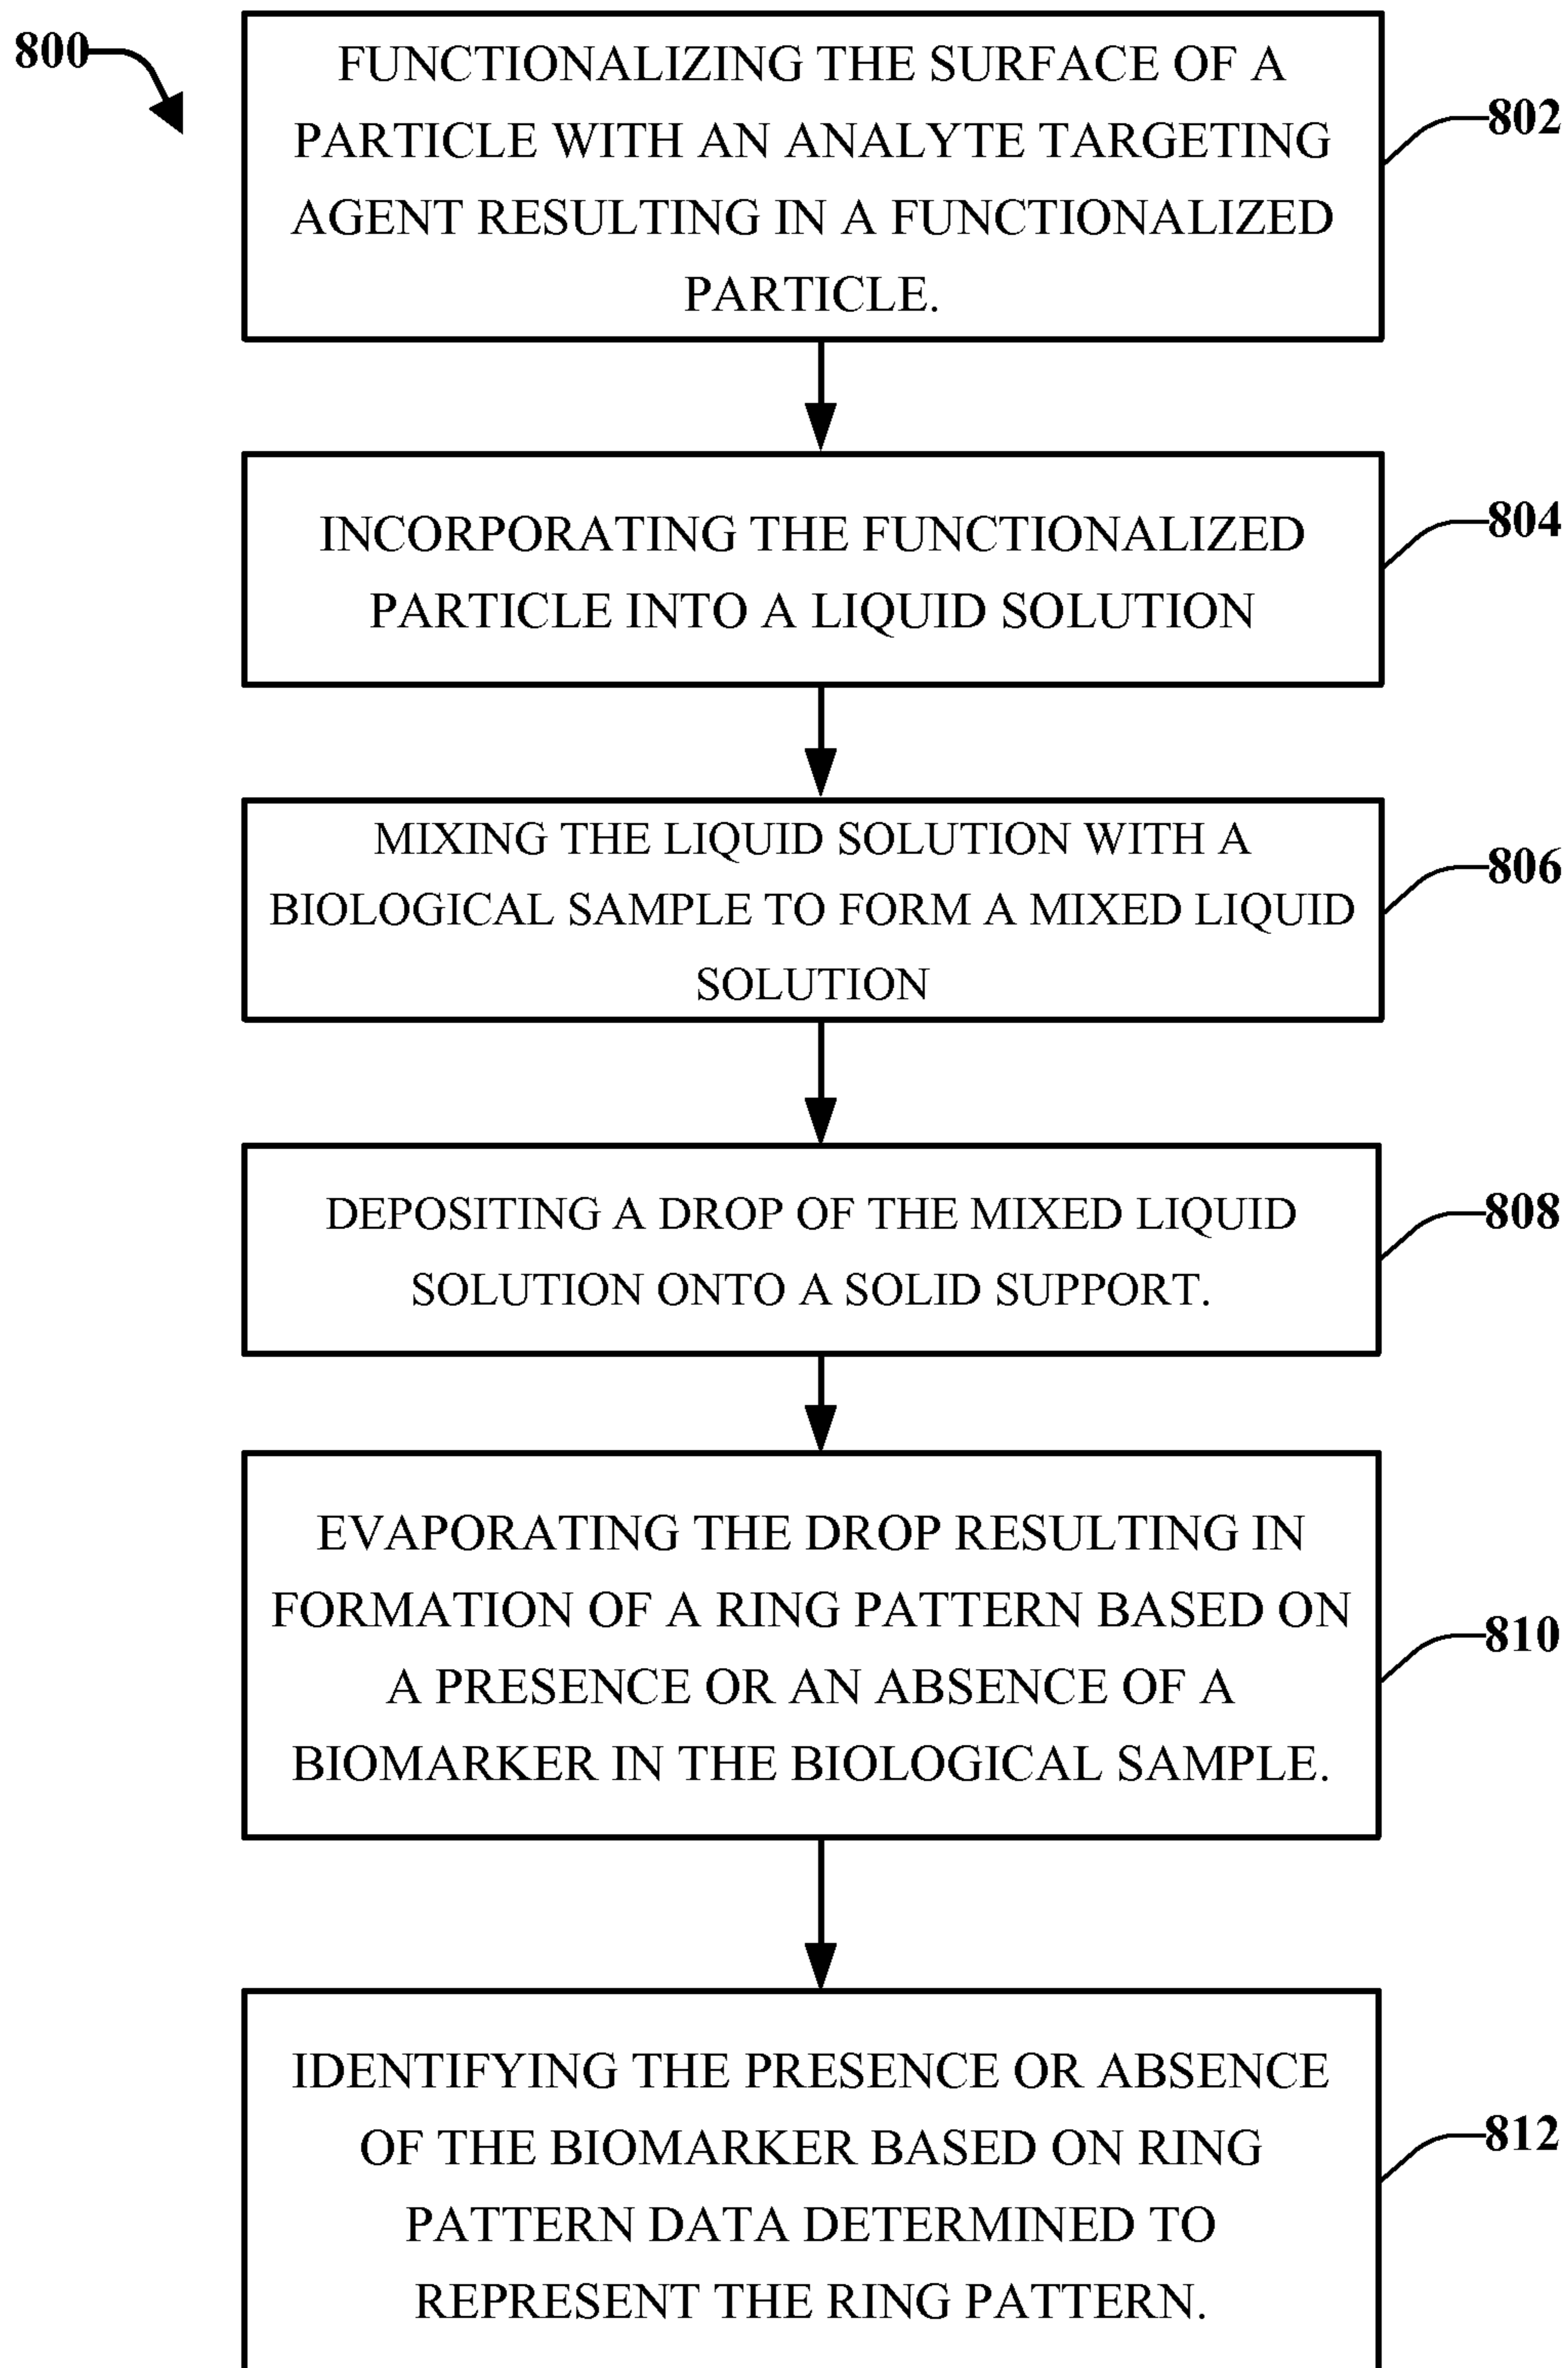 800
FUNCTIONALIZING THE SURFACE OF A
PARTICLE WITH AN ANALYTE TARGETING
AGENT RESULTING IN A FUNCTIONALIZED
PARTICLE.
802
INCORPORATING THE FUNCTIONALIZED
PARTICLE INTO A LIQUID SOLUTION
804
MIXING THE LIQUID SOLUTION WITH A
BIOLOGICAL SAMPLE TO FORM A MIXED LIQUID
SOLUTION
806
DEPOSITING A DROP OF THE MIXED LIQUID
SOLUTION ONTO A SOLID SUPPORT.
808
EVAPORATING THE DROP RESULTING IN
FORMATION OF A RING PATTERN BASED ON
A PRESENCE OR AN ABSENCE OF A
BIOMARKER IN THE BIOLOGICAL SAMPLE.
810
IDENTIFYING THE PRESENCE OR ABSENCE
OF THE BIOMARKER BASED ON RING
PATTERN DATA DETERMINED TO
REPRESENT THE RING PATTERN.
812